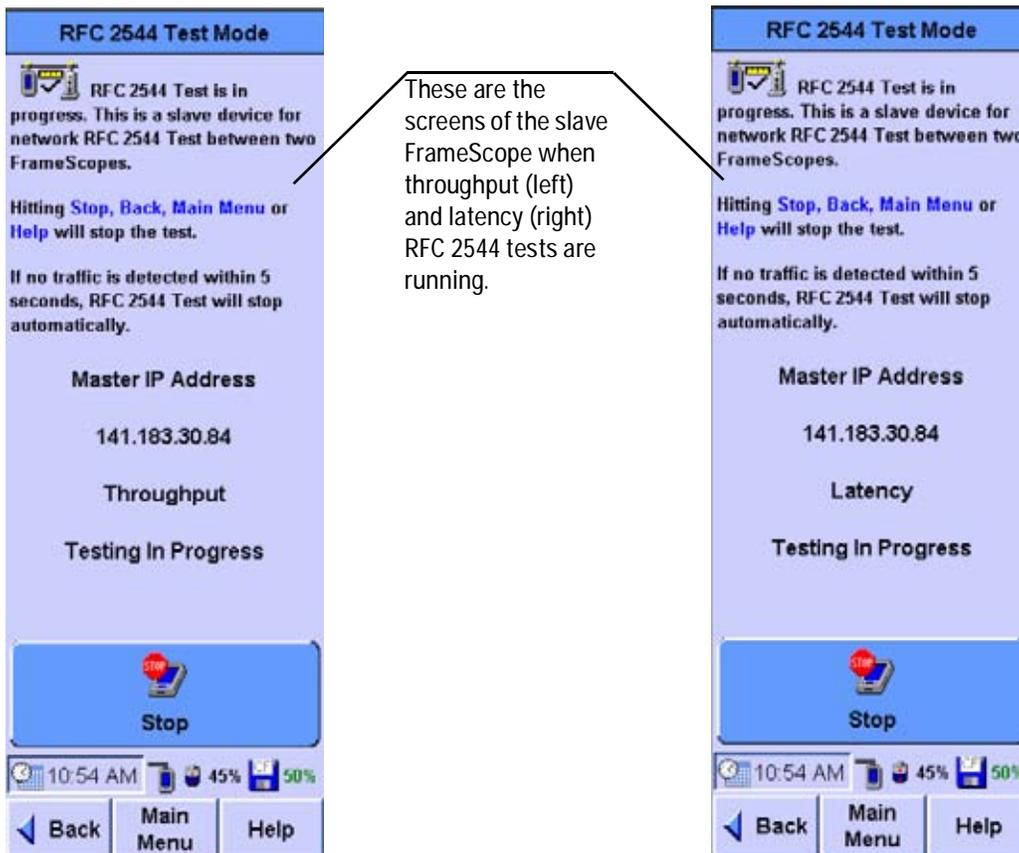 RFC 2544 Test Mode
RFC 2544 Test is in
progress. This is a slave device for
network RFC 2544 Test between two
FrameScopes.
Hitting Stop, Back, Main Menu or
Help will stop the test.
If no traffic is detected within 5
seconds, RFC 2544 Test will stop
automatically.
Master IP Address
141.183.30.84
Throughput
Testing In Progress
STOP
Stop
10:54 AM 45% CF 50%
Back Main Menu Help
These are the
screens of the slave
FrameScope when
throughput (left)
and latency (right)
RFC 2544 tests are
running.
RFC 2544 Test Mode
RFC 2544 Test is in
progress. This is a slave device for
network RFC 2544 Test between two
FrameScopes.
Hitting Stop, Back, Main Menu or
Help will stop the test.
If no traffic is detected within 5
seconds, RFC 2544 Test will stop
automatically.
Master IP Address
141.183.30.84
Latency
Testing In Progress
STOP
Stop
10:54 AM 45% CF 50%
Back Main Menu Help